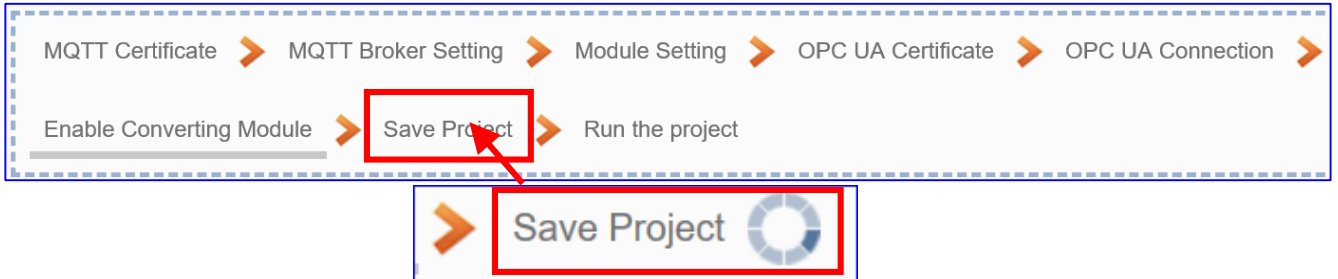 MQTT Certificate MQTT Broker Setting Module Setting OPC UA Certificate OPC UA Connection
Enable Converting Module Save Project Run the project
Save Project